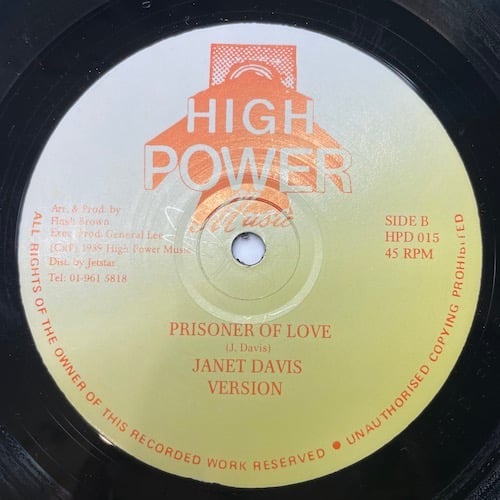 HIGH
POWER
Music
Arr. & Prod. by
Flash Brown
Exec Prod. General Lee
(C&P) 1989 High Power Music
Dist. by Jetstar
Tel: 01-961 5818
SIDE B
HPD 015
45 RPM
PRISONER OF LOVE
(J. Davis)
JANET DAVIS
VERSION
ALL RIGHTS OF THE OWNER OF THIS RECORDED WORK RESERVED • UNAUTHORISED COPYING PROHIBITED